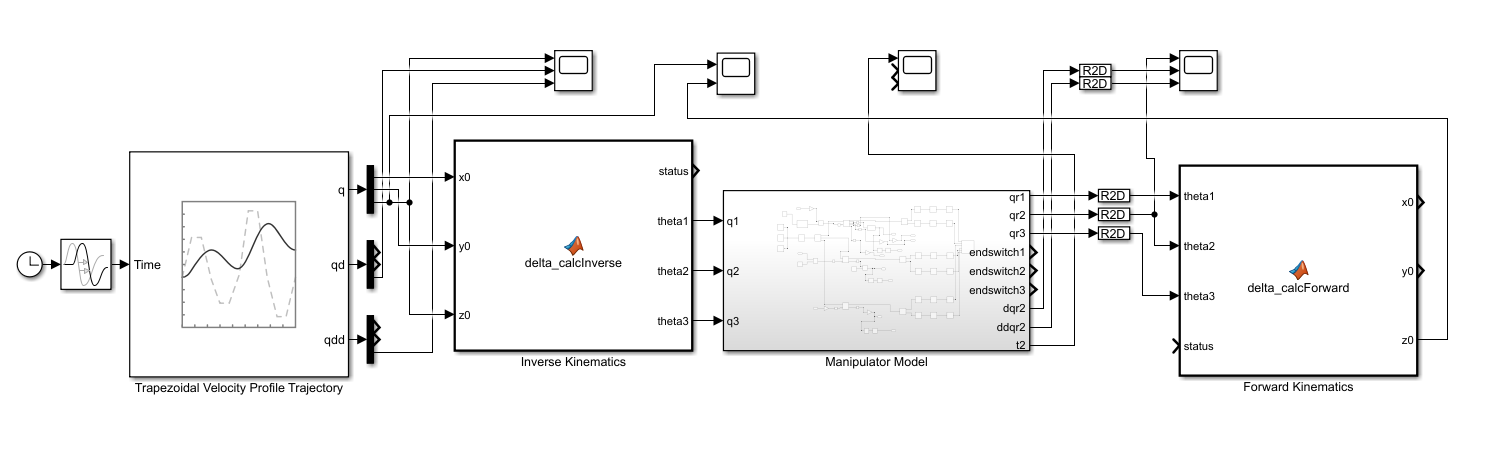 R2D
R2D
Time
q
qd
qdd
Trapezoidal Velocity Profile Trajectory
x0
y0
z0
delta_calcInverse
status
theta1
theta2
theta3
Inverse Kinematics
q1
q2
q3
qr1
qr2
qr3
endswitch1
endswitch2
endswitch3
dqr2
ddqr2
t2
Manipulator Model
R2D
R2D
R2D
theta1
theta2
theta3
status
delta_calcForward
x0
y0
z0
Forward Kinematics